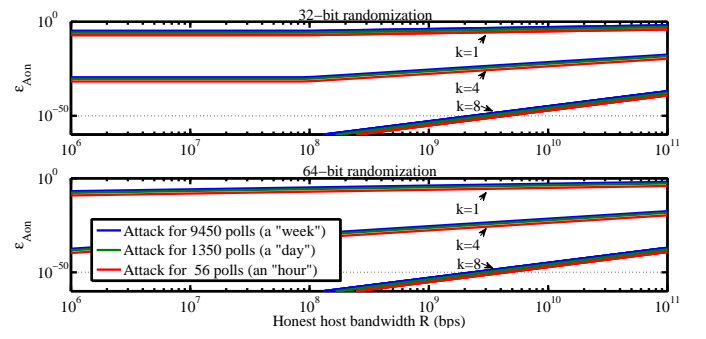 32−bit randomization
10^0
k=1
ε_Aon
k=4
k=8
10^−50
10^6 10^7 10^8 10^9 10^10 10^11
64−bit randomization
10^0
k=1
ε_Aon
Attack for 9450 polls (a "week")
k=4
Attack for 1350 polls (a "day")
k=8
10^−50
Attack for 56 polls (an "hour")
10^6 10^7 10^8 10^9 10^10 10^11
Honest host bandwidth R (bps)